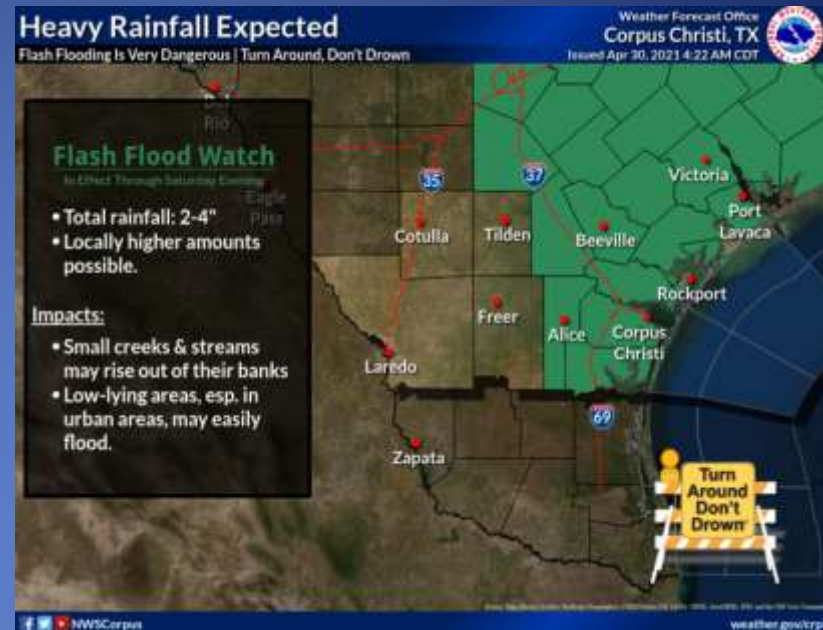 Heavy Rainfall Expected
Flash Flooding Is Very Dangerous | Turn Around, Don't Drown
Weather Forecast Office
Corpus Christi, TX
Issued Apr 30, 2021 4:22 AM CDT
Del
Rio
Flash Flood Watch
In Effect Through Saturday Evening
Eagle
Pass
• Total rainfall: 2-4"
• Locally higher amounts
possible.
Impacts:
• Small creeks & streams
may rise out of their banks
• Low-lying areas, esp. in
urban areas, may easily
flood.
35
37
Victoria
Port
Lavaca
Cotulla
Tilden
Beeville
Rockport
Freer
Alice
Corpus
Christi
Laredo
69
Zapata
Turn
Around
Don't
Drown
NWSCorpus
weather.gov/crp